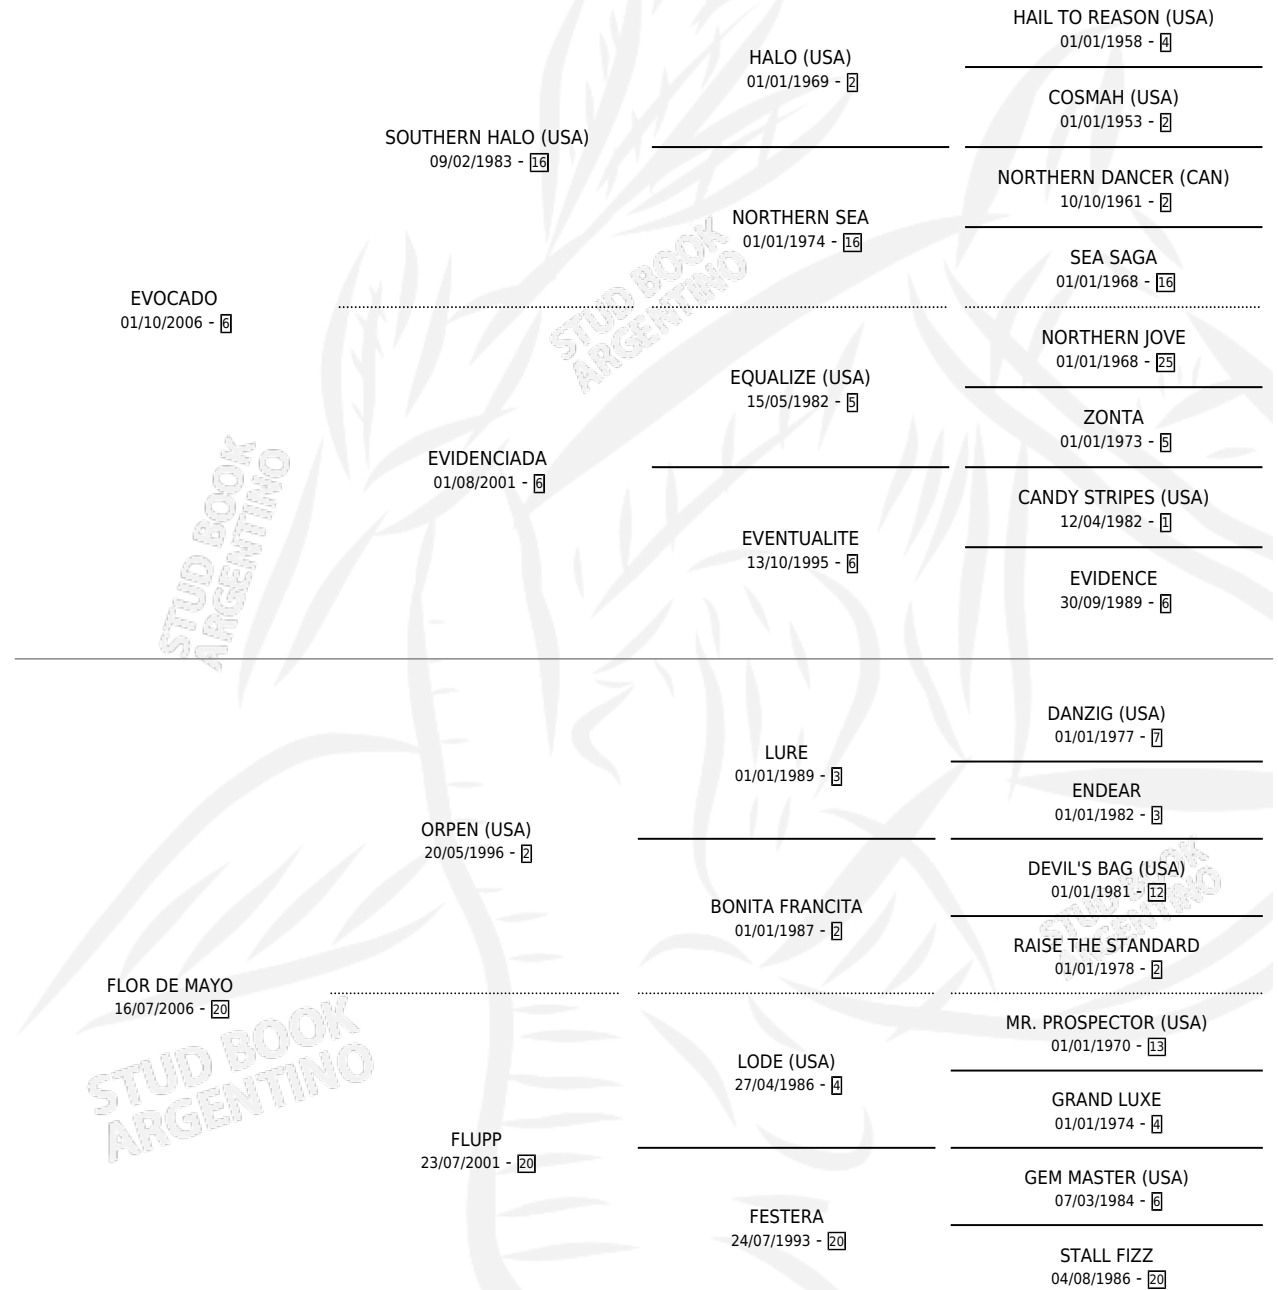 HAIL TO REASON (USA)
01/01/1958 - 4
HALO (USA)
01/01/1969 - 2
COSMAH (USA)
01/01/1953 - 2
SOUTHERN HALO (USA)
09/02/1983 - 16
NORTHERN DANCER (CAN)
10/10/1961 - 2
NORTHERN SEA
01/01/1974 - 16
SEA SAGA
01/01/1968 - 16
EVOCADO
01/10/2006 - 6
NORTHERN JOVE
01/01/1968 - 25
EQUALIZE (USA)
15/05/1982 - 5
ZONTA
01/01/1973 - 5
EVIDENCIADA
01/08/2001 - 6
CANDY STRIPES (USA)
12/04/1982 - 1
EVENTUALITE
13/10/1995 - 6
EVIDENCE
30/09/1989 - 6
STUD BOOK
ARGENTINO
STUD BOOK
ARGENTINO
DANZIG (USA)
01/01/1977 - 7
LURE
01/01/1989 - 3
ENDEAR
01/01/1982 - 3
ORPEN (USA)
20/05/1996 - 2
DEVIL'S BAG (USA)
01/01/1981 - 12
BONITA FRANCITA
01/01/1987 - 2
RAISE THE STANDARD
01/01/1978 - 2
STUD BOOK
ARGENTINO
FLOR DE MAYO
16/07/2006 - 20
MR. PROSPECTOR (USA)
01/01/1970 - 13
LODE (USA)
27/04/1986 - 4
GRAND LUXE
01/01/1974 - 4
STUD BOOK
ARGENTINO
FLUPP
23/07/2001 - 20
GEM MASTER (USA)
07/03/1984 - 6
FESTERA
24/07/1993 - 20
STALL FIZZ
04/08/1986 - 20